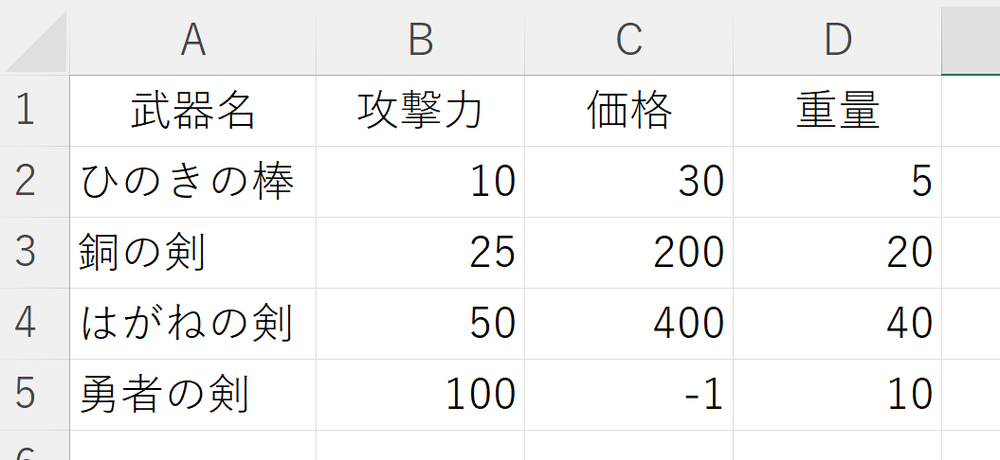 A B C D
1 武器名 攻撃力 価格 重量
2 ひのきの棒 10 30 5
3 銅の剣 25 200 20
4 はがねの剣 50 400 40
5 勇者の剣 100 -1 10